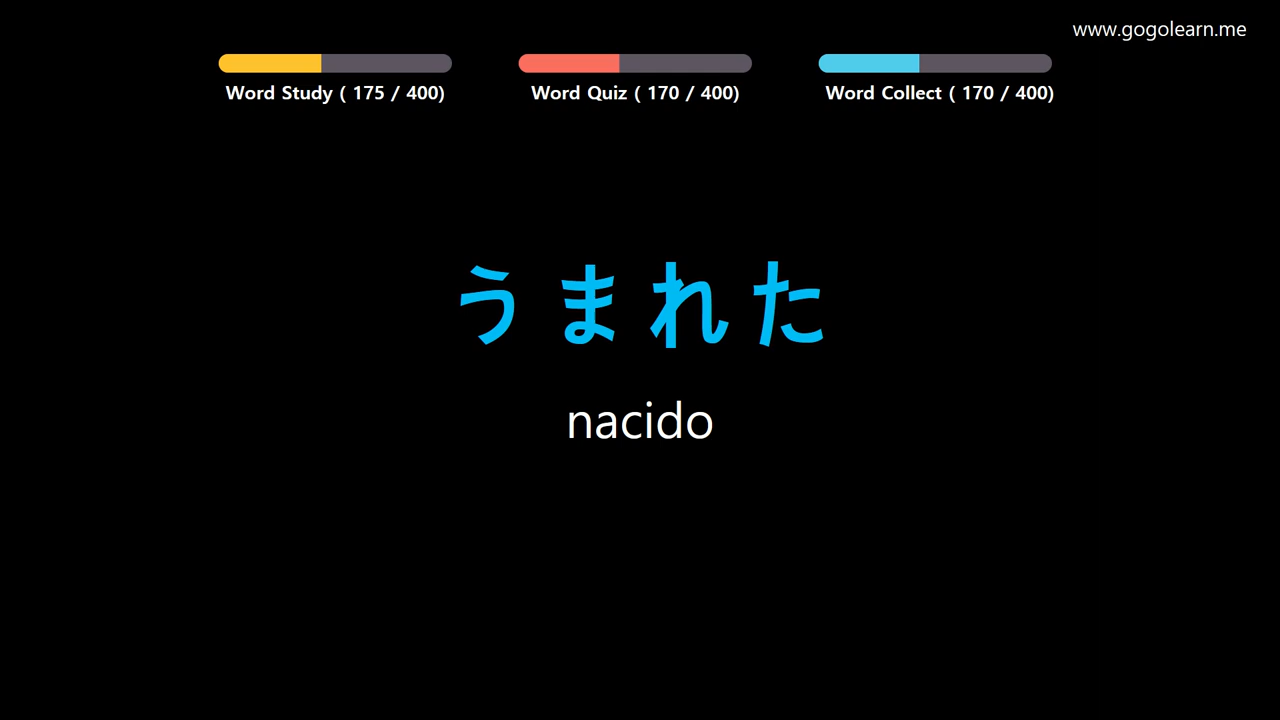 www.gogolearn.me
Word Study ( 175 / 400)
Word Quiz ( 170 / 400)
Word Collect ( 170 / 400)
うまれた
nacido